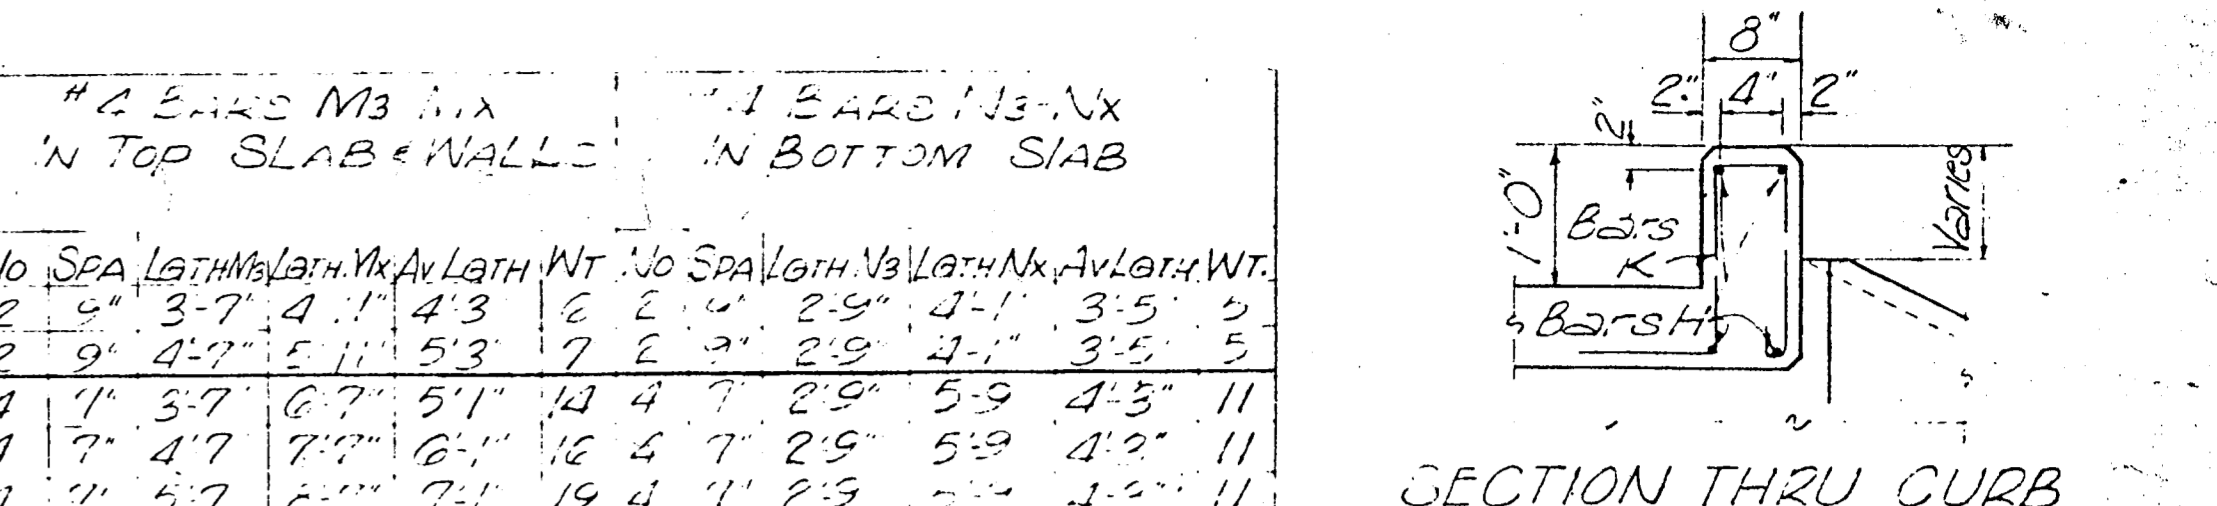 #4 BARS M3 Mx
IN TOP SLAB & WALLS
#4 BARS N3-Nx
IN BOTTOM SLAB
No SPA LGTH M3 LGTH Mx AV LGTH WT No SPA LGTH N3 LGTH Nx AV LGTH WT.
2 9" 3-7" 4'3 6 2 9" 2-9" 4-1" 3-5" 5
2 9" 4'-7" 5 11" 5'3" 7 2 9" 2'9" 4-1" 3'-5" 5
4 7" 3'-7" 6'-7" 5'1" 14 4 7" 2'9" 5-9 4'-3" 11
4 7" 4'7 7'-7" 6'-1" 16 4 7" 2'9" 5'-9 4'-3" 11
4 7" 5'-7 7'-1" 19 4 7" 2'9 11
8"
2" 4" 2"
2"
1'-0"
Varies
Bars
K
Bars H
SECTION THRU CURB